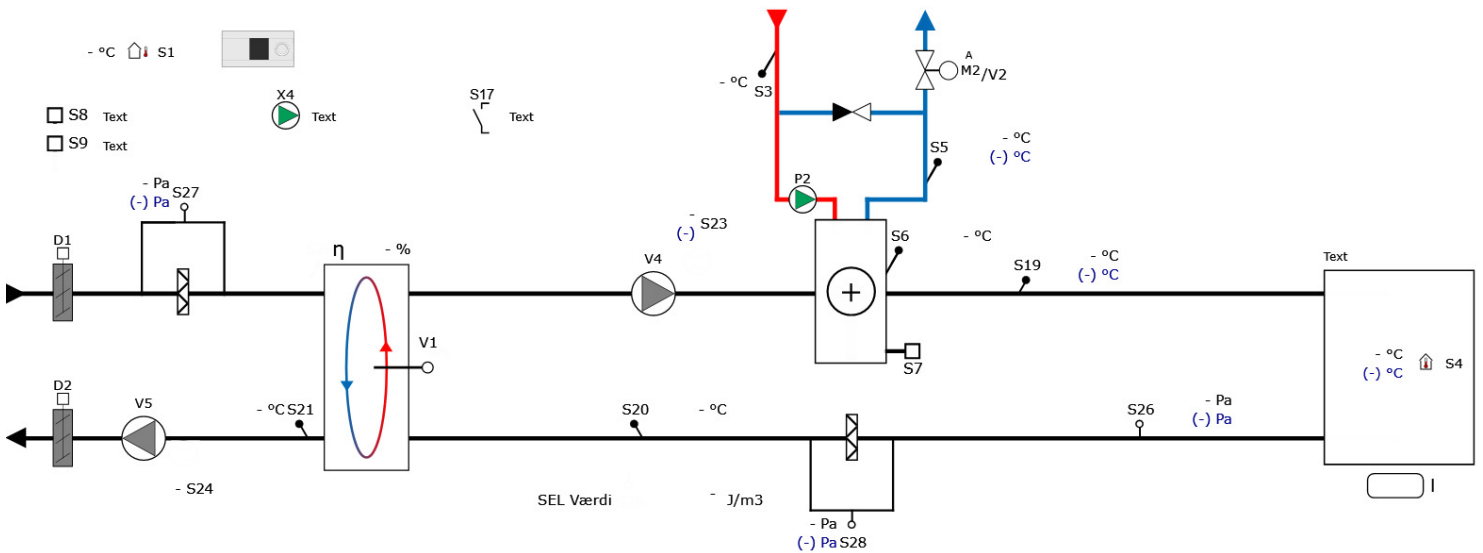 - °C S1
X4
S17
S8 Text
Text
Text
S9 Text
- °C
S3
A
M2/V2
- °C
(-) °C
S5
- Pa
(-) Pa
S27
P2
D1
η
- %
-
(-)
S23
V4
S6
- °C
S19
- °C
(-) °C
Text
V1
S7
- °C
(-) °C
S4
D2
V5
- °C S21
S20
- °C
S26
- Pa
(-) Pa
- S24
SEL Værdi
- J/m3
I
- Pa
(-) Pa S28